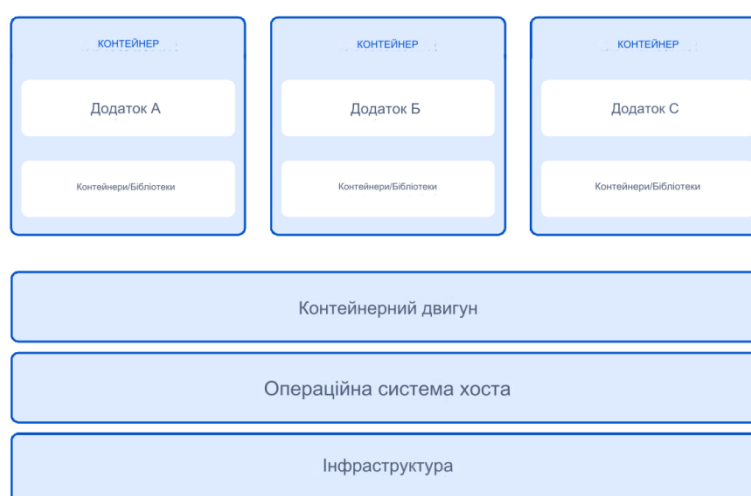 КОНТЕЙНЕР КОНТЕЙНЕР КОНТЕЙНЕР
Додаток А Додаток Б Додаток С
Контейнери/Бібліотеки Контейнери/Бібліотеки Контейнери/Бібліотеки
Контейнерний двигун
Операційна система хоста
Інфраструктура